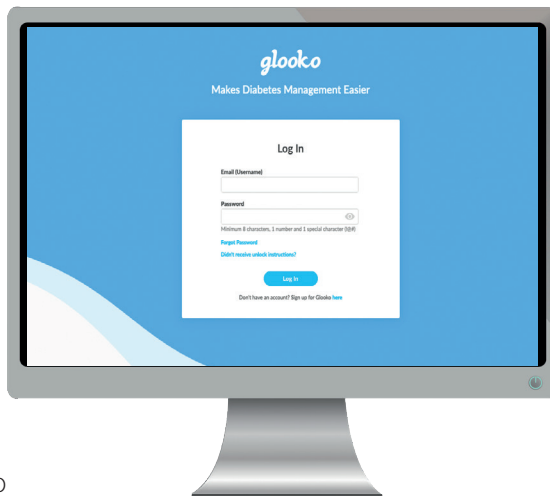 glooko
Makes Diabetes Management Easier
Log In
Email (Username)
Password
Minimum 8 characters, 1 number and 1 special character (!@#)
Forgot Password
Didn't receive unlock instructions?
Log In
Don't have an account? Sign up for Glooko here